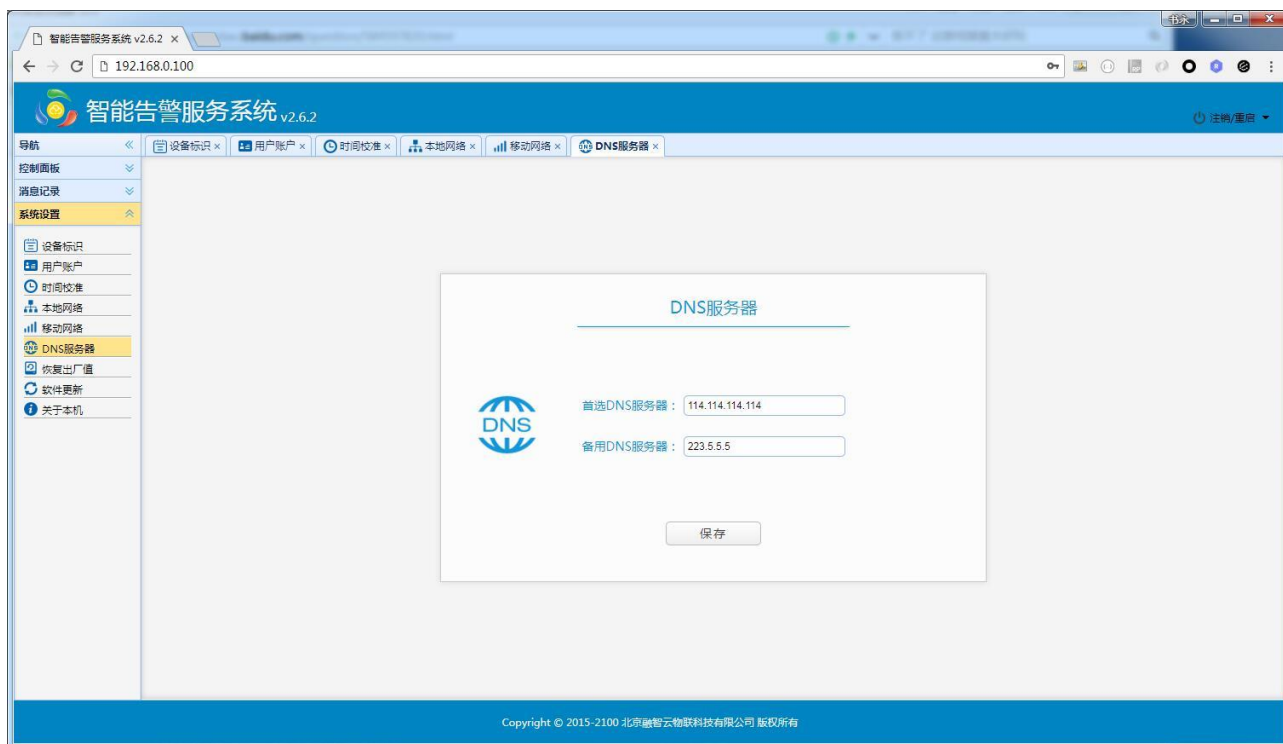 书永
智能告警服务系统 v2.6.2
192.168.0.100
智能告警服务系统 v2.6.2
注销/重启
导航
设备标识
用户账户
时间校准
本地网络
移动网络
DNS服务器
控制面板
消息记录
系统设置
设备标识
用户账户
时间校准
本地网络
移动网络
DNS服务器
恢复出厂值
软件更新
关于本机
DNS服务器
DNS
首选DNS服务器： 114.114.114.114
备用DNS服务器： 223.5.5.5
保存
Copyright © 2015-2100 北京融智云物联科技有限公司 版权所有